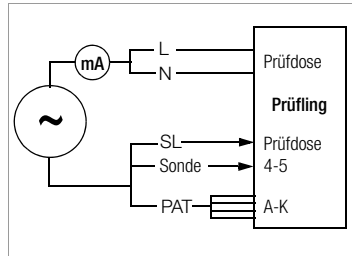 mA
L
N
Prüfdose
Prüfling
~
SL
Prüfdose
Sonde
4-5
PAT
A-K